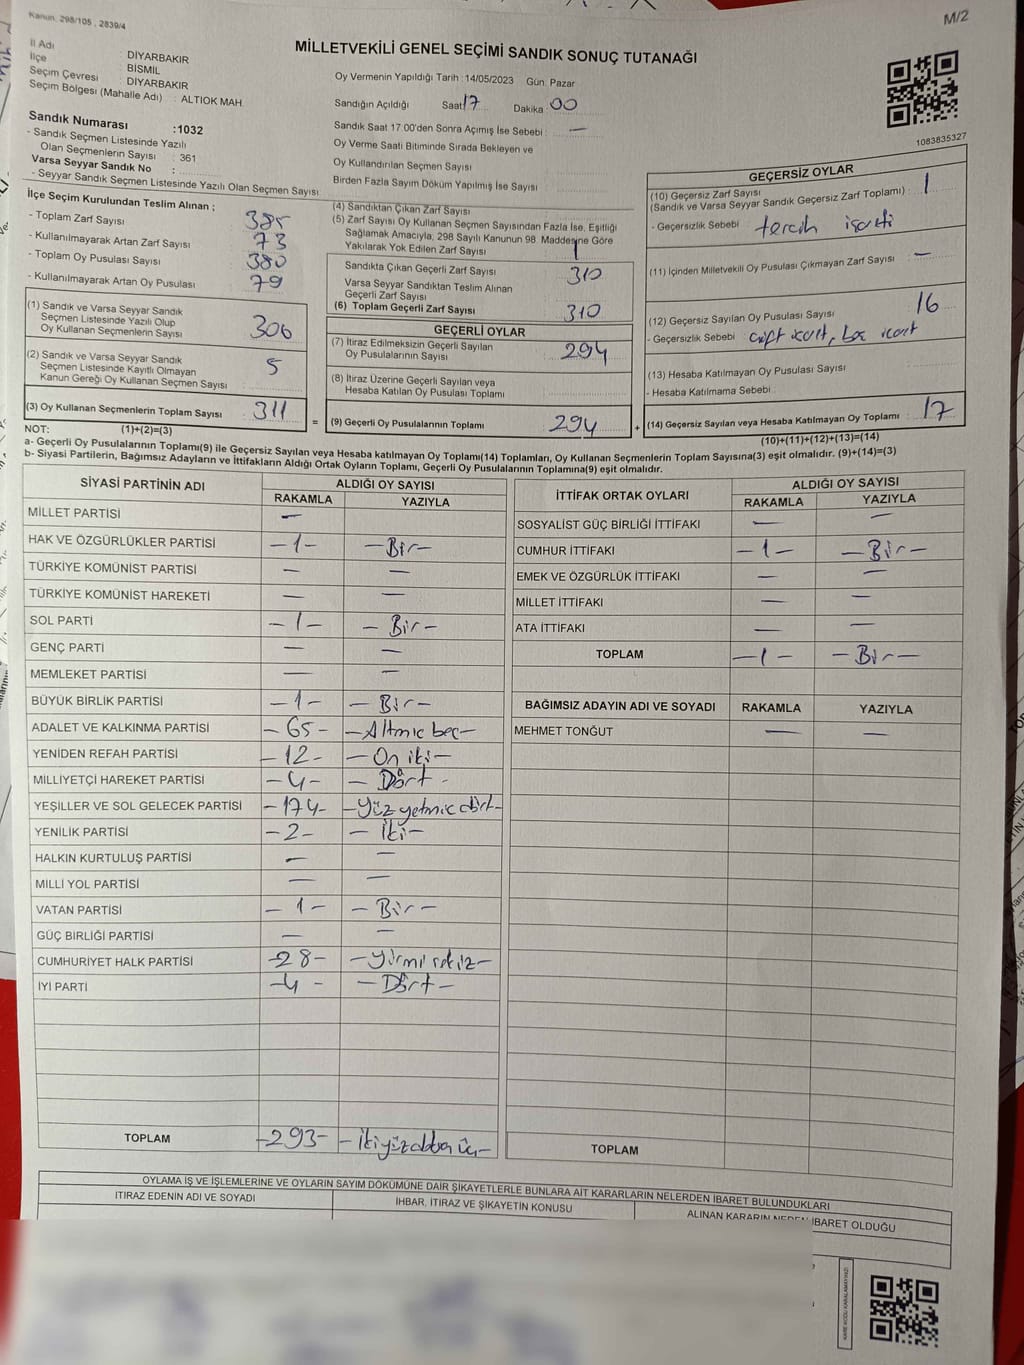 Kanun. 298/105 , 2839/4
M/2
MİLLETVEKİLİ GENEL SEÇİMİ SANDIK SONUÇ TUTANAĞI
İl Adı : DİYARBAKIR
İlçe : BİSMİL
Seçim Çevresi : DİYARBAKIR
Seçim Bölgesi (Mahalle Adı) : ALTIOK MAH.
Sandık Numarası :1032
- Sandık Seçmen Listesinde Yazılı
Olan Seçmenlerin Sayısı : 361
Varsa Seyyar Sandık No :
- Seyyar Sandık Seçmen Listesinde Yazılı Olan Seçmen Sayısı
Oy Vermenin Yapıldığı Tarih :14/05/2023 Gün: Pazar
Sandığın Açıldığı Saat 17 Dakika 00
Sandık Saat 17.00'den Sonra Açımış İse Sebebi : —
Oy Verme Saati Bitiminde Sırada Bekleyen ve
Oy Kullandırılan Seçmen Sayısı
Birden Fazla Sayım Döküm Yapılmış İse Sayısı
1083835327
İlçe Seçim Kurulundan Teslim Alınan ;
- Toplam Zarf Sayısı : 385
- Kullanılmayarak Artan Zarf Sayısı : 73
- Toplam Oy Pusulası Sayısı : 380
- Kullanılmayarak Artan Oy Pusulası : 79
(1) Sandık ve Varsa Seyyar Sandık
Seçmen Listesinde Yazılı Olup
Oy Kullanan Seçmenlerin Sayısı : 306
(2) Sandık ve Varsa Seyyar Sandık
Seçmen Listesinde Kayıtlı Olmayan
Kanun Gereği Oy Kullanan Seçmen Sayısı : 5
(3) Oy Kullanan Seçmenlerin Toplam Sayısı : 311
(1)+(2)=(3)
(4) Sandıktan Çıkan Zarf Sayısı
(5) Zarf Sayısı Oy Kullanan Seçmen Sayısından Fazla İse, Eşitliği
Sağlamak Amacıyla, 298 Sayılı Kanunun 98. Maddesine Göre
Yakılarak Yok Edilen Zarf Sayısı
1
Sandıkta Çıkan Geçerli Zarf Sayısı : 310
Varsa Seyyar Sandıktan Teslim Alınan
Geçerli Zarf Sayısı
(6) Toplam Geçerli Zarf Sayısı : 310
GEÇERLİ OYLAR
(7) İtiraz Edilmeksizin Geçerli Sayılan
Oy Pusulalarının Sayısı : 294
(8) İtiraz Üzerine Geçerli Sayılan veya
Hesaba Katılan Oy Pusulası Toplamı
= (9) Geçerli Oy Pusulalarının Toplamı : 294
GEÇERSİZ OYLAR
(10) Geçersiz Zarf Sayısı
(Sandık ve Varsa Seyyar Sandık Geçersiz Zarf Toplamı) : 1
- Geçersizlik Sebebi : tercih isareti
(11) İçinden Milletvekili Oy Pusulası Çıkmayan Zarf Sayısı : —
(12) Geçersiz Sayılan Oy Pusulası Sayısı : 16
- Geçersizlik Sebebi
(13) Hesaba Katılmayan Oy Pusulası Sayısı
- Hesaba Katılmama Sebebi
+ (14) Geçersiz Sayılan veya Hesaba Katılmayan Oy Toplamı : 17
(10)+(11)+(12)+(13)=(14)
NOT:
a- Geçerli Oy Pusulalarının Toplamı(9) ile Geçersiz Sayılan veya Hesaba katılmayan Oy Toplamı(14) Toplamları, Oy Kullanan Seçmenlerin Toplam Sayısına(3) eşit olmalıdır. (9)+(14)=(3)
b- Siyasi Partilerin, Bağımsız Adayların ve İttifakların Aldığı Ortak Oyların Toplamı, Geçerli Oy Pusulalarının Toplamına(9) eşit olmalıdır.
SİYASİ PARTİNİN ADI ALDIĞI OY SAYISI
RAKAMLA YAZIYLA
MİLLET PARTİSİ —
HAK VE ÖZGÜRLÜKLER PARTİSİ -1- -Bir-
TÜRKİYE KOMÜNİST PARTİSİ — —
TÜRKİYE KOMÜNİST HAREKETİ — —
SOL PARTİ -1- -Bir-
GENÇ PARTİ — —
MEMLEKET PARTİSİ — —
BÜYÜK BİRLİK PARTİSİ -1- -Bir-
ADALET VE KALKINMA PARTİSİ -65- -Altmıc beç-
YENİDEN REFAH PARTİSİ -12- -On iki-
MİLLİYETÇİ HAREKET PARTİSİ -4- -Dört-
YEŞİLLER VE SOL GELECEK PARTİSİ -174- -Yüz yetmic dört-
YENİLİK PARTİSİ -2- -İki-
HALKIN KURTULUŞ PARTİSİ — —
MİLLİ YOL PARTİSİ — —
VATAN PARTİSİ -1- -Bir-
GÜÇ BİRLİĞİ PARTİSİ — —
CUMHURİYET HALK PARTİSİ -28- -Yirmi sekiz-
İYİ PARTİ -4- -Dört-
TOPLAM -293-
İTTİFAK ORTAK OYLARI ALDIĞI OY SAYISI
RAKAMLA YAZIYLA
SOSYALİST GÜÇ BİRLİĞİ İTTİFAKI — —
CUMHUR İTTİFAKI -1- -Bir-
EMEK VE ÖZGÜRLÜK İTTİFAKI — —
MİLLET İTTİFAKI — —
ATA İTTİFAKI — —
TOPLAM -1- -Bir-
BAĞIMSIZ ADAYIN ADI VE SOYADI RAKAMLA YAZIYLA
MEHMET TONĞUT — —
TOPLAM
OYLAMA İŞ VE İŞLEMLERİNE VE OYLARIN SAYIM DÖKÜMÜNE DAİR ŞİKAYETLERLE BUNLARA AİT KARARLARIN NELERDEN İBARET BULUNDUKLARI
İTİRAZ EDENİN ADI VE SOYADI İHBAR, İTİRAZ VE ŞİKAYETİN KONUSU ALINAN KARARIN NEDEN İBARET OLDUĞU
KARE KODU KARALAMAYINIZ!